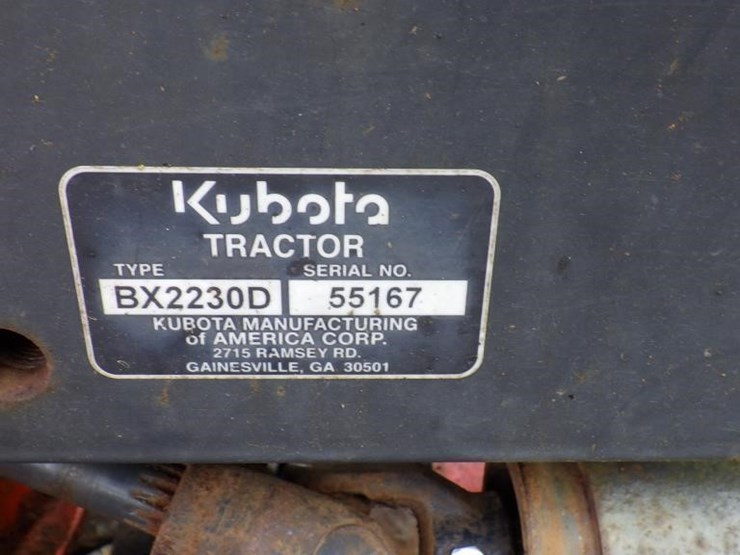 Kubota
TRACTOR
TYPE SERIAL NO.
BX2230D 55167
KUBOTA MANUFACTURING
of AMERICA CORP.
2715 RAMSEY RD.
GAINESVILLE, GA 30501